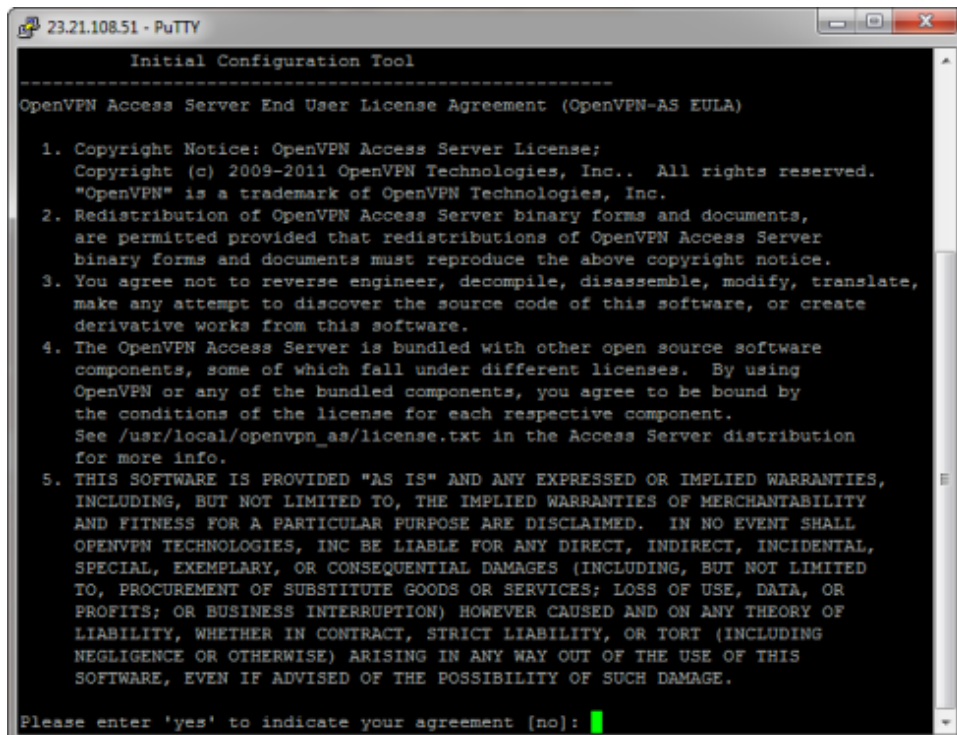 23.21.108.51 - PuTTY
Initial Configuration Tool
------------------------------------------------------
OpenVPN Access Server End User License Agreement (OpenVPN-AS EULA)
1. Copyright Notice: OpenVPN Access Server License;
Copyright (c) 2009-2011 OpenVPN Technologies, Inc.. All rights reserved.
"OpenVPN" is a trademark of OpenVPN Technologies, Inc.
2. Redistribution of OpenVPN Access Server binary forms and documents,
are permitted provided that redistributions of OpenVPN Access Server
binary forms and documents must reproduce the above copyright notice.
3. You agree not to reverse engineer, decompile, disassemble, modify, translate,
make any attempt to discover the source code of this software, or create
derivative works from this software.
4. The OpenVPN Access Server is bundled with other open source software
components, some of which fall under different licenses. By using
OpenVPN or any of the bundled components, you agree to be bound by
the conditions of the license for each respective component.
See /usr/local/openvpn_as/license.txt in the Access Server distribution
for more info.
5. THIS SOFTWARE IS PROVIDED "AS IS" AND ANY EXPRESSED OR IMPLIED WARRANTIES,
INCLUDING, BUT NOT LIMITED TO, THE IMPLIED WARRANTIES OF MERCHANTABILITY
AND FITNESS FOR A PARTICULAR PURPOSE ARE DISCLAIMED. IN NO EVENT SHALL
OPENVPN TECHNOLOGIES, INC BE LIABLE FOR ANY DIRECT, INDIRECT, INCIDENTAL,
SPECIAL, EXEMPLARY, OR CONSEQUENTIAL DAMAGES (INCLUDING, BUT NOT LIMITED
TO, PROCUREMENT OF SUBSTITUTE GOODS OR SERVICES; LOSS OF USE, DATA, OR
PROFITS; OR BUSINESS INTERRUPTION) HOWEVER CAUSED AND ON ANY THEORY OF
LIABILITY, WHETHER IN CONTRACT, STRICT LIABILITY, OR TORT (INCLUDING
NEGLIGENCE OR OTHERWISE) ARISING IN ANY WAY OUT OF THE USE OF THIS
SOFTWARE, EVEN IF ADVISED OF THE POSSIBILITY OF SUCH DAMAGE.
Please enter 'yes' to indicate your agreement [no]: